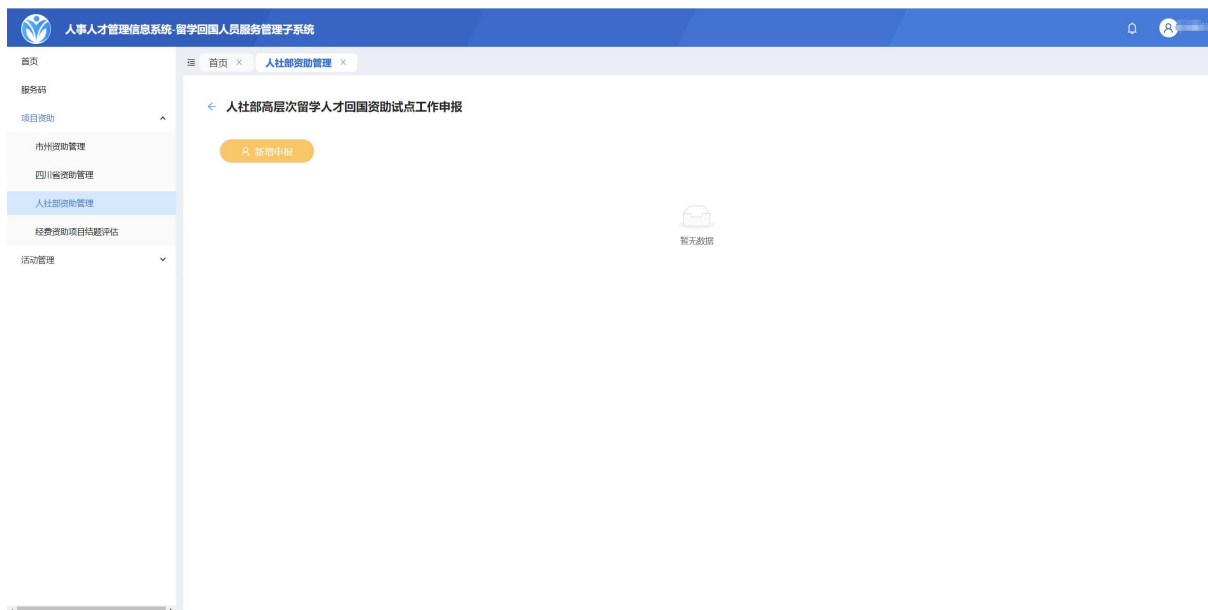 人事人才管理信息系统-留学回国人员服务管理子系统
首页
服务码
项目资助
市州资助管理
四川省资助管理
人社部资助管理
经费资助项目结题评估
活动管理
首页 × 人社部资助管理 ×
← 人社部高层次留学人才回国资助试点工作申报
新增申报
暂无数据